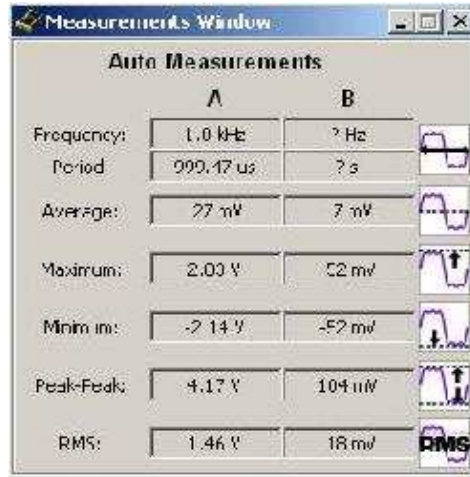 Measurements Window
Auto Measurements
A B
Frequency: 1.0 kHz ? Hz
Period 999.47 us ? s
Average: 27 mV 7 mV
Maximum: 2.03 V 52 mV
Minimum: -2.14 V -52 mV
Peak-Peak: 4.17 V 104 mV
RMS: 1.46 V 18 mV RMS